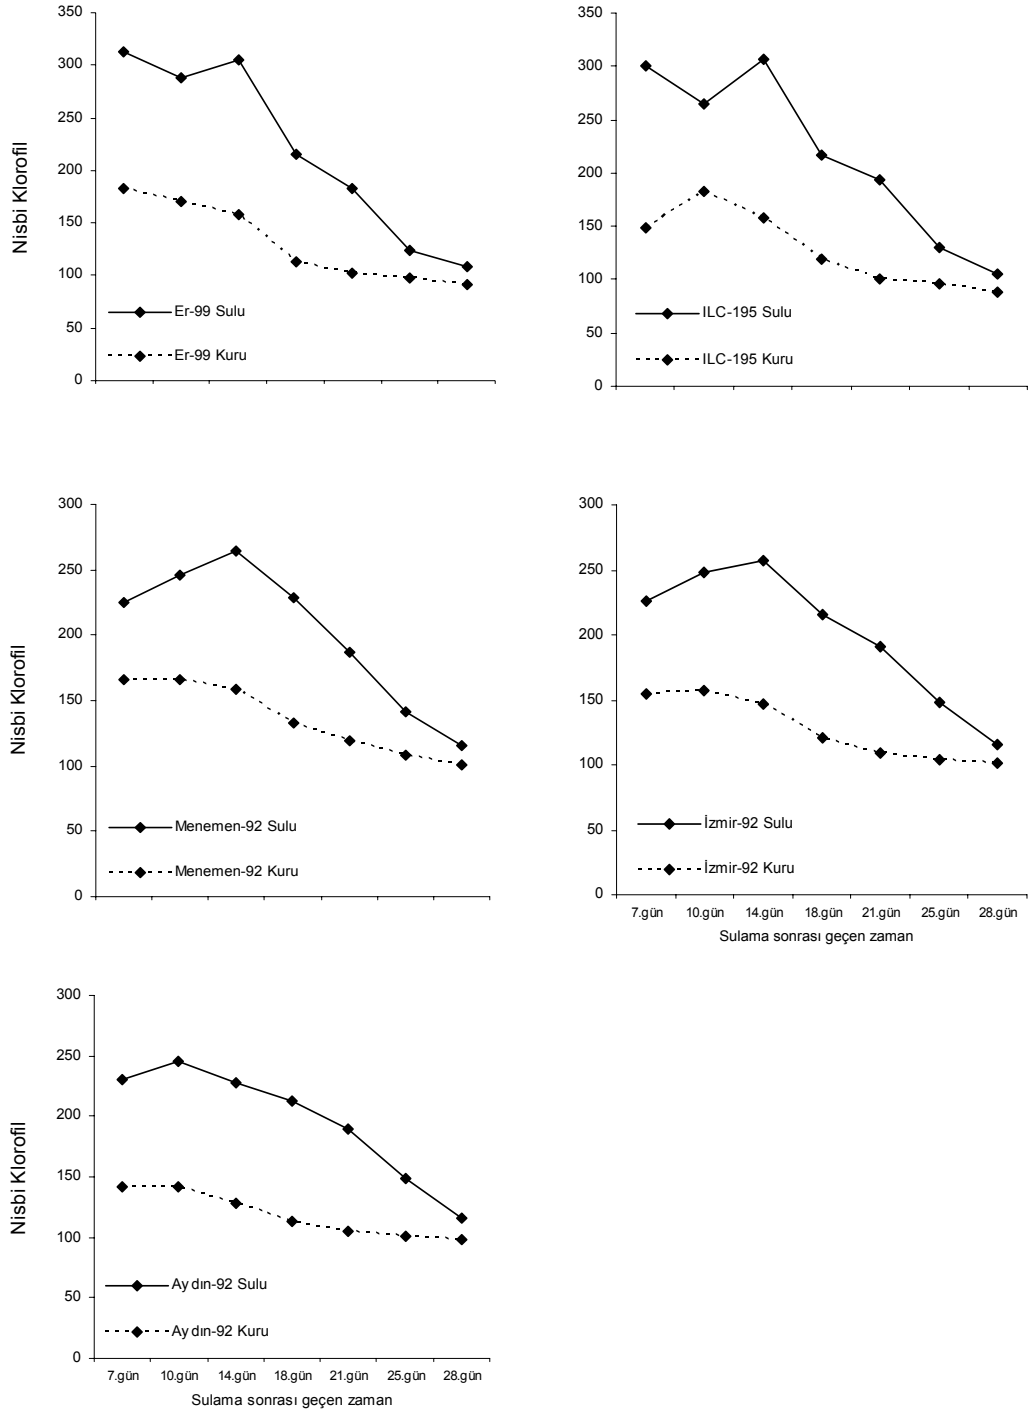 350
300
250
200
150
100
50
0
Nisbi Klorofil
Er-99 Sulu
Er-99 Kuru
350
300
250
200
150
100
50
0
ILC-195 Sulu
ILC-195 Kuru
300
250
200
150
100
50
0
Nisbi Klorofil
Menemen-92 Sulu
Menemen-92 Kuru
300
250
200
150
100
50
0
İzmir-92 Sulu
İzmir-92 Kuru
7.gün 10.gün 14.gün 18.gün 21.gün 25.gün 28.gün
Sulama sonrası geçen zaman
300
250
200
150
100
50
0
Nisbi Klorofil
Aydın-92 Sulu
Aydın-92 Kuru
7.gün 10.gün 14.gün 18.gün 21.gün 25.gün 28.gün
Sulama sonrası geçen zaman